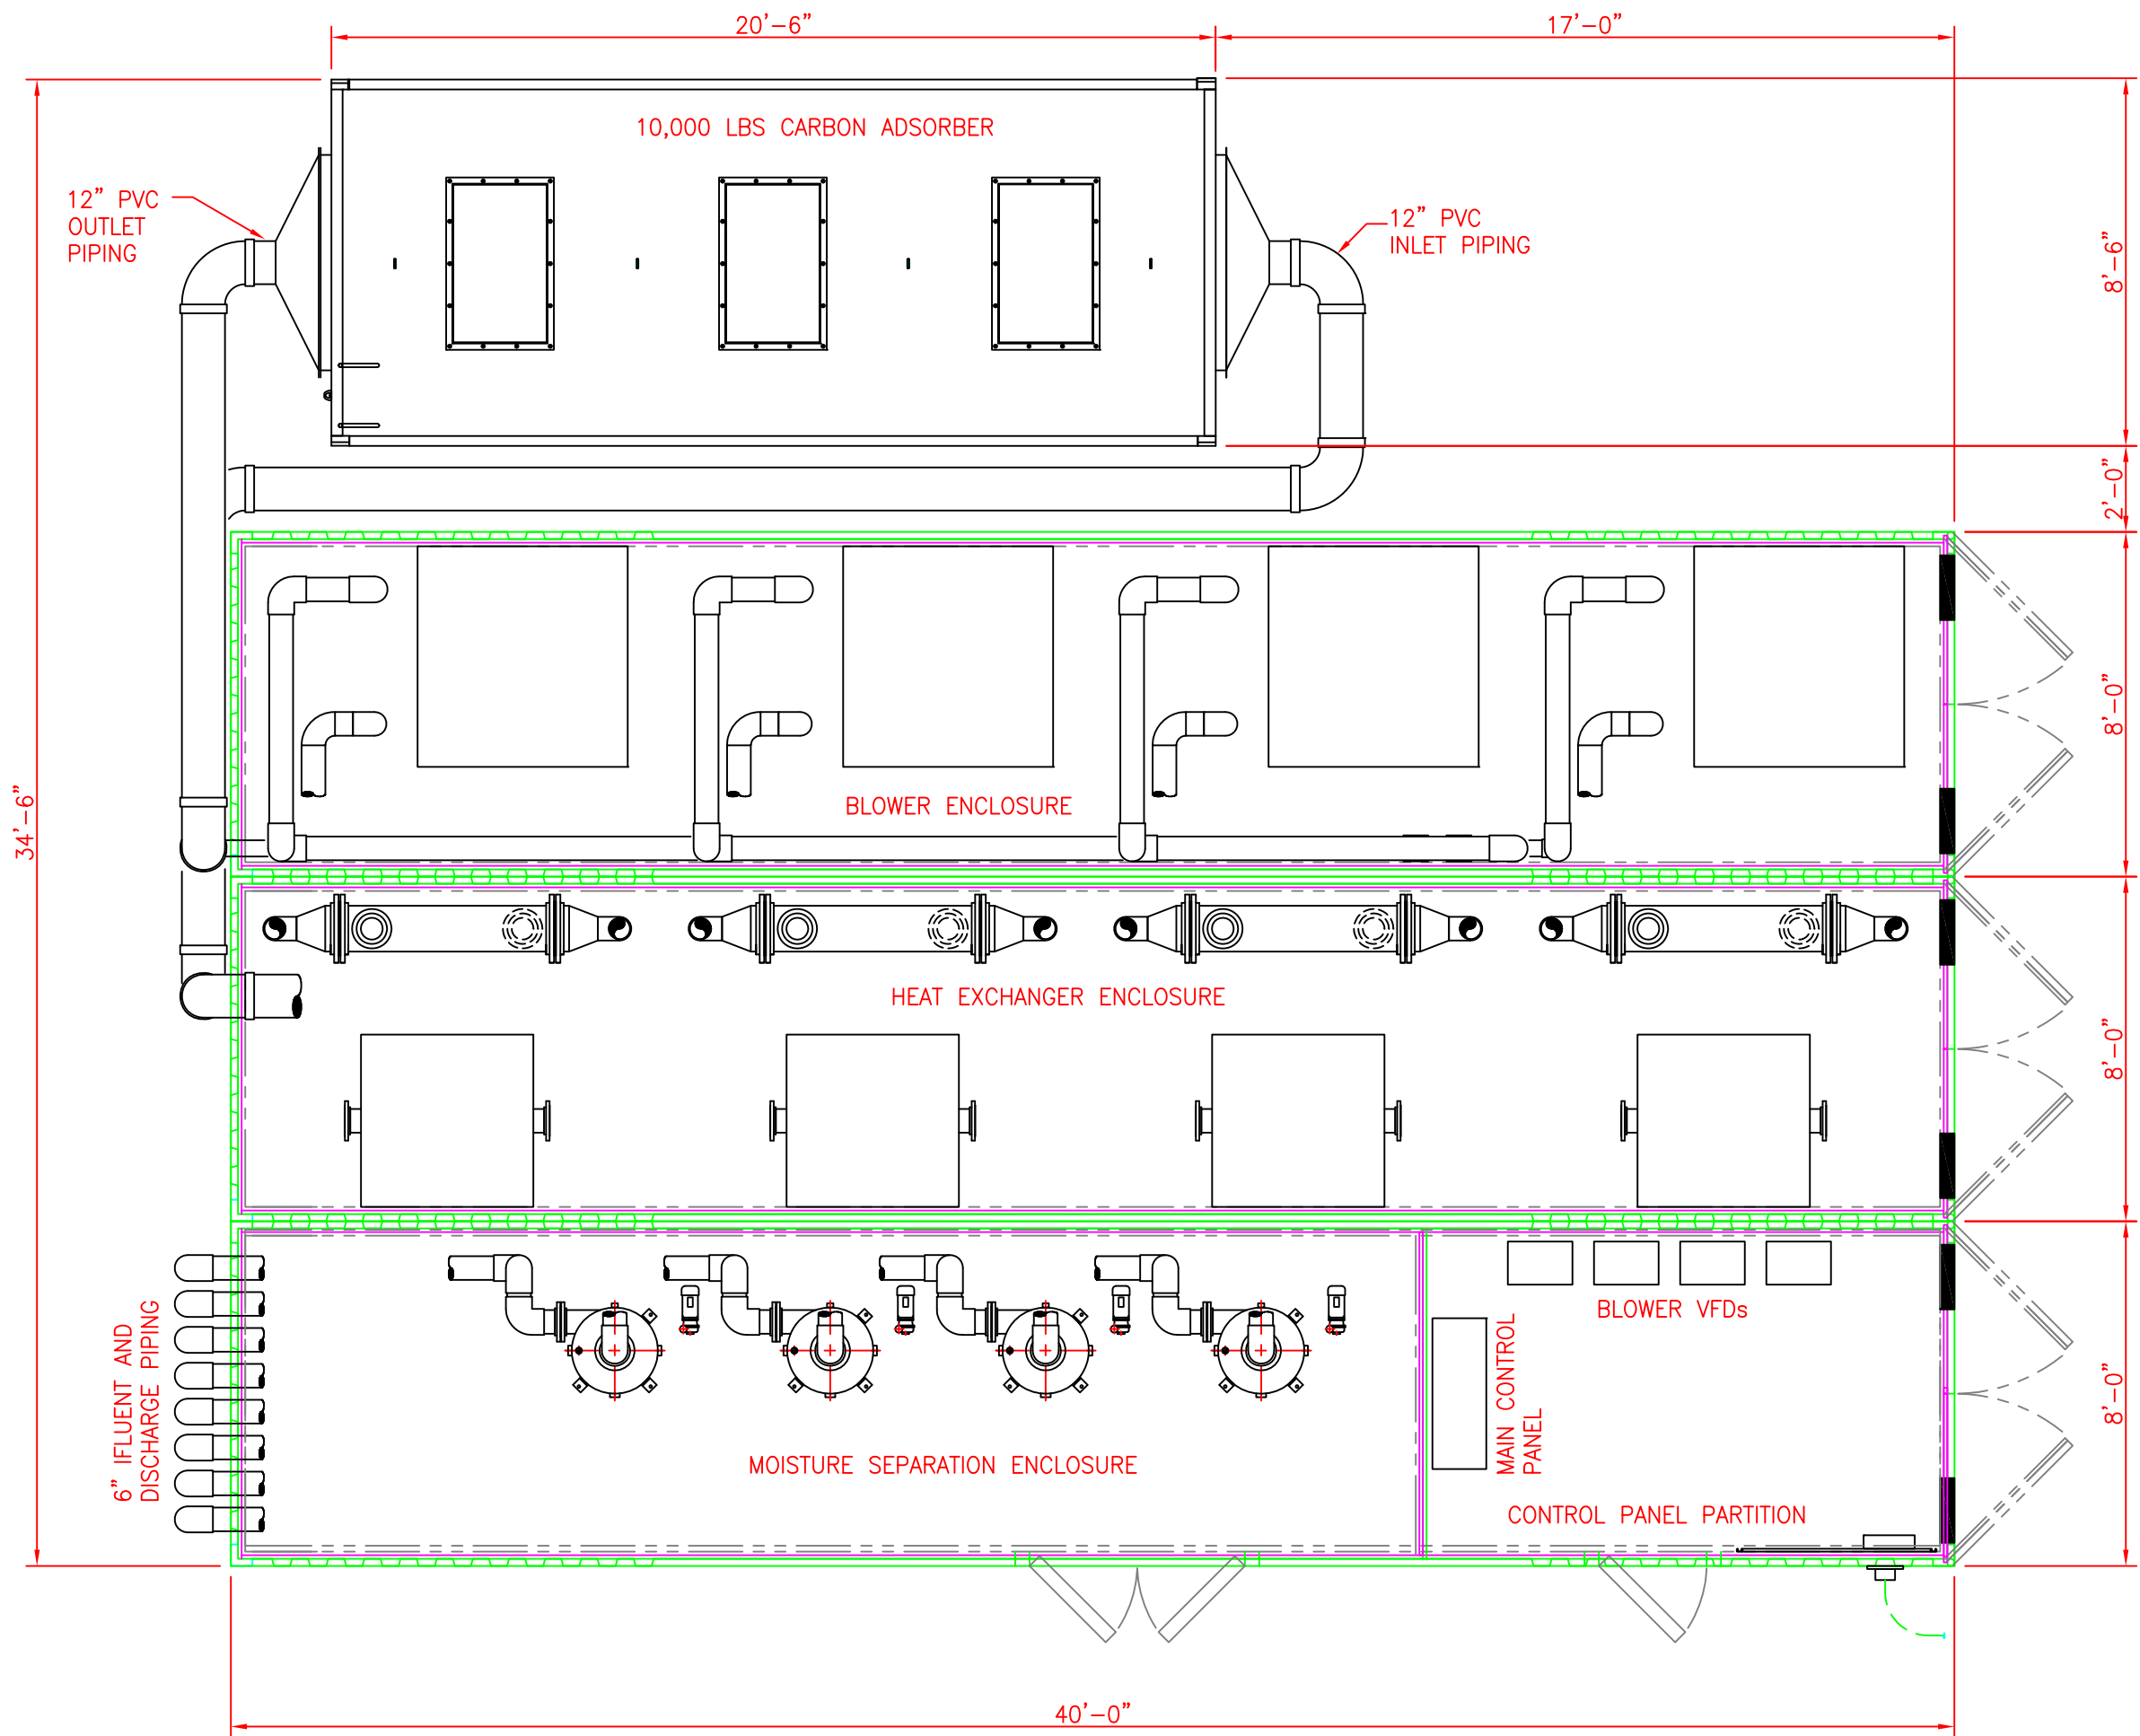 20'-6"
17'-0"
10,000 LBS CARBON ADSORBER
12" PVC
OUTLET
PIPING
12" PVC
INLET PIPING
8'-6"
2'-0"
8'-0"
34'-6"
BLOWER ENCLOSURE
HEAT EXCHANGER ENCLOSURE
8'-0"
6" IFLUENT AND
DISCHARGE PIPING
BLOWER VFDs
MAIN CONTROL
PANEL
8'-0"
MOISTURE SEPARATION ENCLOSURE
CONTROL PANEL PARTITION
40'-0"